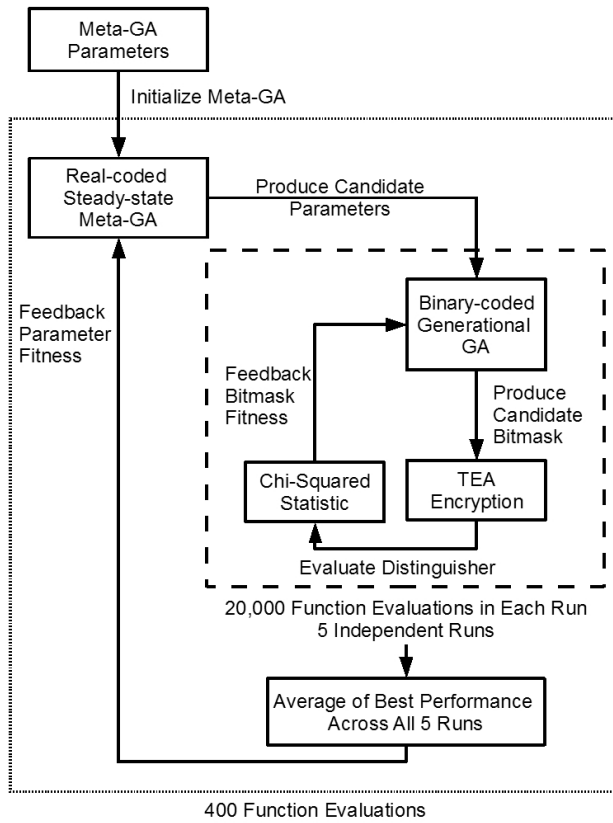 Meta-GA
Parameters
Initialize Meta-GA
Real-coded
Steady-state
Meta-GA
Produce Candidate
Parameters
Feedback
Parameter
Fitness
Binary-coded
Generational
GA
Feedback
Bitmask
Fitness
Produce
Candidate
Bitmask
Chi-Squared
Statistic
TEA
Encryption
Evaluate Distinguisher
20,000 Function Evaluations in Each Run
5 Independent Runs
Average of Best Performance
Across All 5 Runs
400 Function Evaluations